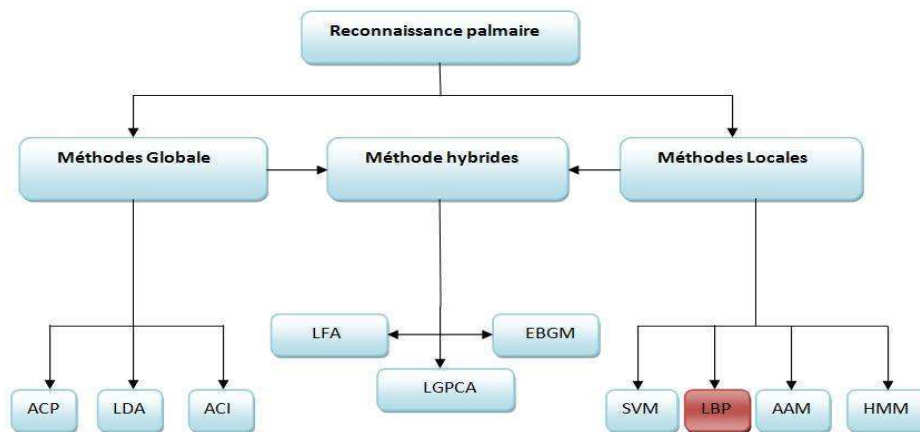 Reconnaissance palmaire
Méthodes Globale
Méthode hybrides
Méthodes Locales
LFA
EBGM
LGPCA
ACP
LDA
ACI
SVM
LBP
AAM
HMM